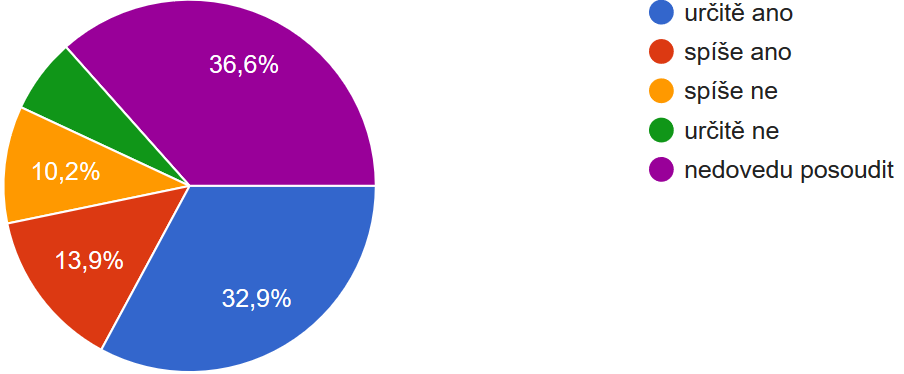 36,6%
10,2%
13,9%
32,9%
určitě ano
spíše ano
spíše ne
určitě ne
nedovedu posoudit